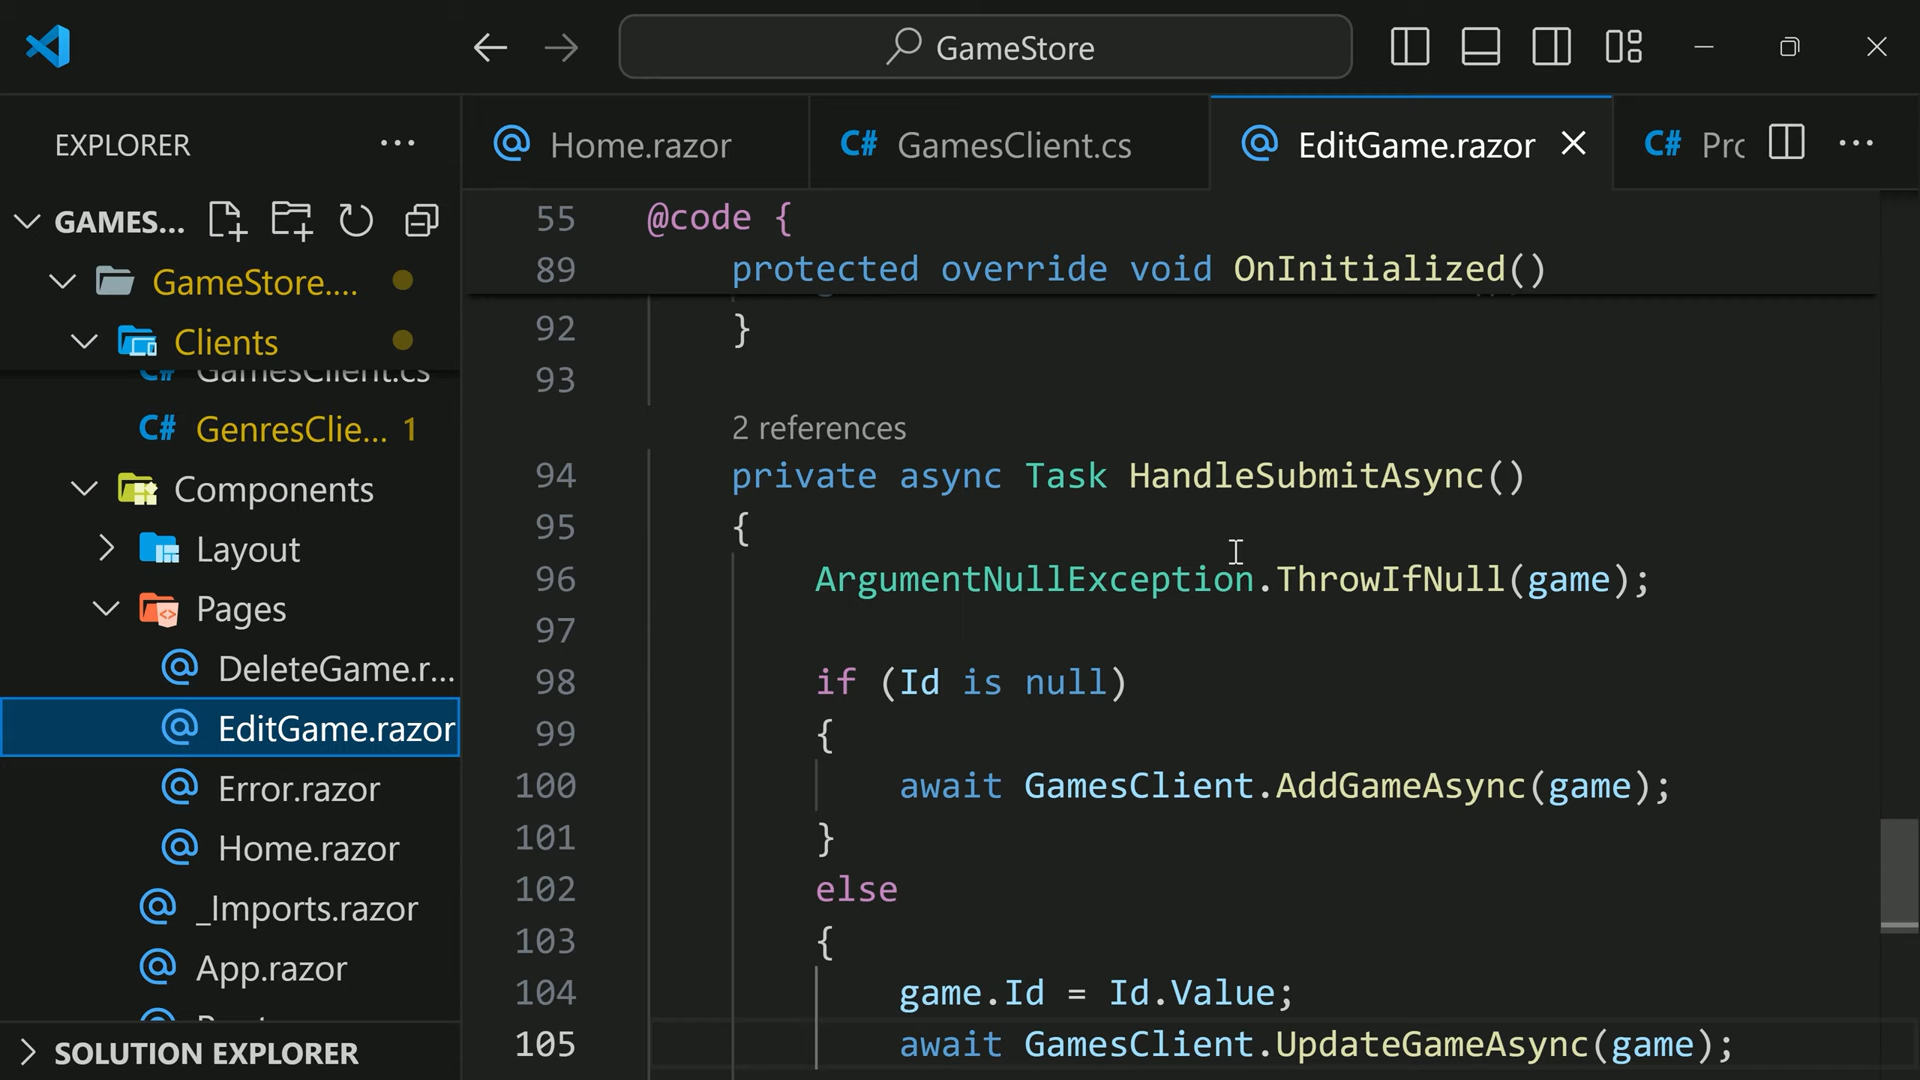 GameStore
EXPLORER
GAMES...
GameStore....
Clients
GamesClient.cs
GenresClie... 1
Components
Layout
Pages
DeleteGame.r...
EditGame.razor
Error.razor
Home.razor
_Imports.razor
App.razor
SOLUTION EXPLORER
Home.razor
GamesClient.cs
EditGame.razor
55 @code {
89 protected override void OnInitialized()
92 }
93
2 references
94 private async Task HandleSubmitAsync()
95 {
96 ArgumentNullException.ThrowIfNull(game);
97
98 if (Id is null)
99 {
100 await GamesClient.AddGameAsync(game);
101 }
102 else
103 {
104 game.Id = Id.Value;
105 await GamesClient.UpdateGameAsync(game);